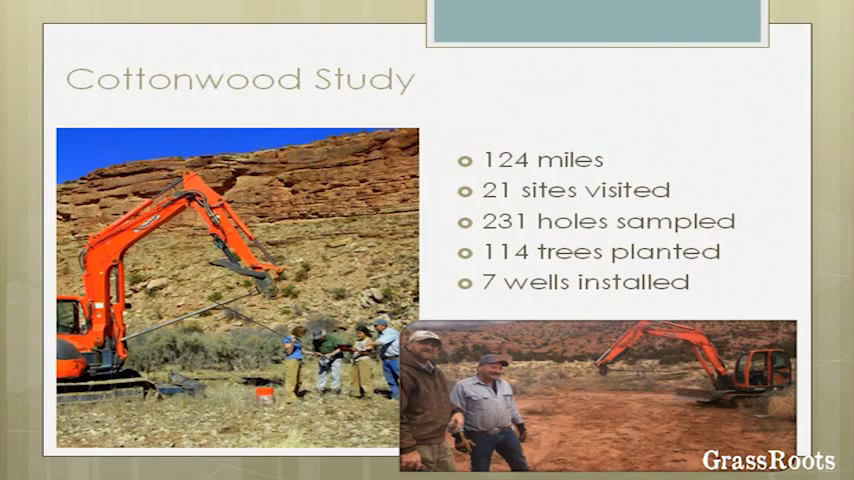 Cottonwood Study
124 miles
21 sites visited
231 holes sampled
114 trees planted
7 wells installed
GrassRoots